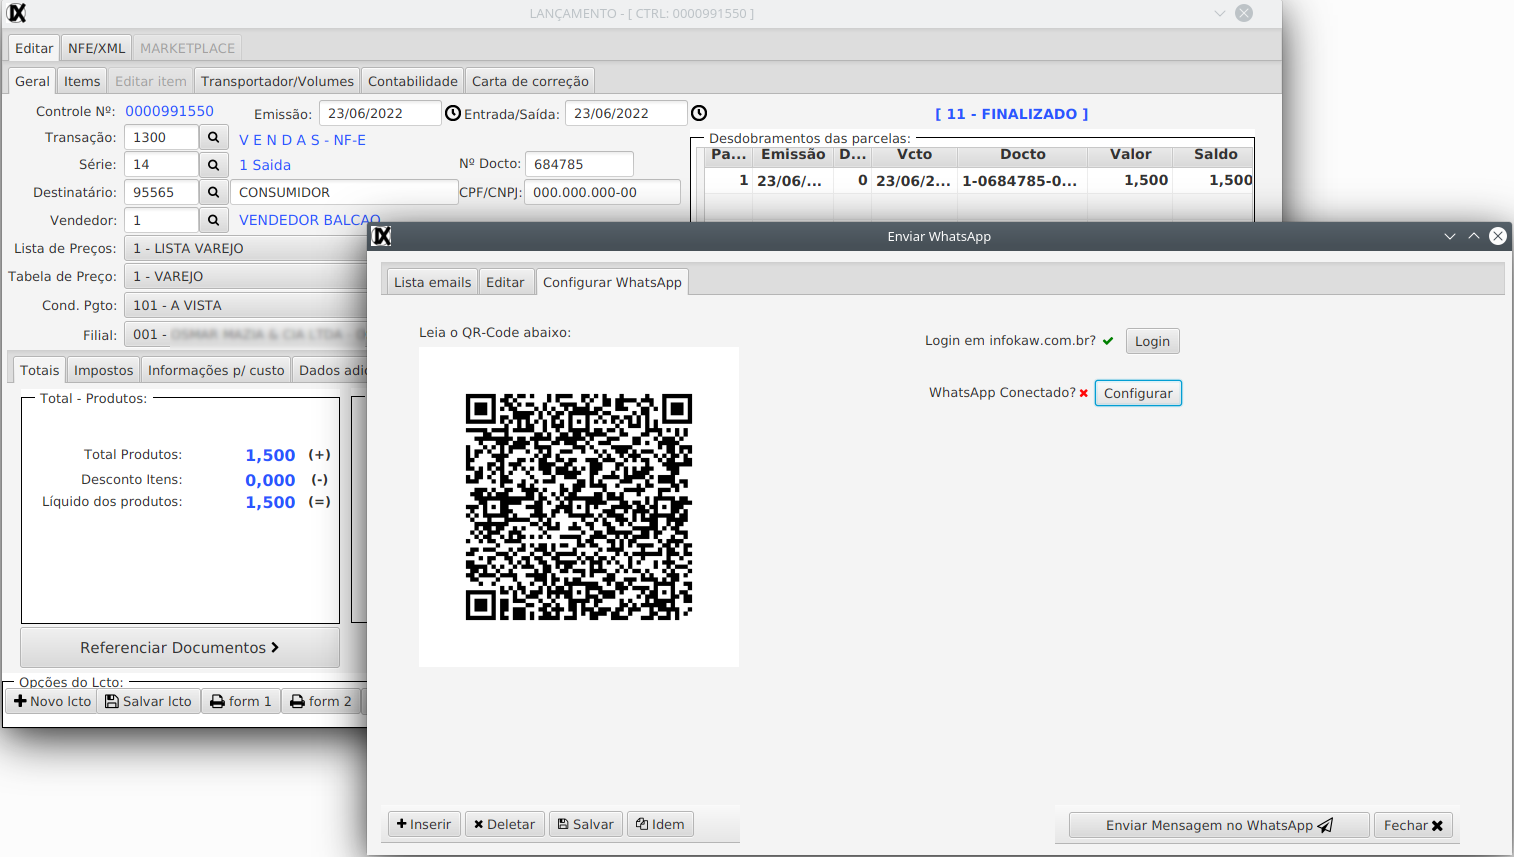 LANÇAMENTO - [ CTRL: 0000991550 ]
Editar NFE/XML MARKETPLACE
Geral Items Editar item Transportador/Volumes Contabilidade Carta de correção
Controle Nº: 0000991550 Emissão: 23/06/2022 Entrada/Saída: 23/06/2022 [ 11 - FINALIZADO ]
Transação: 1300 V E N D A S - NF-E
Série: 14 1 Saida Nº Docto: 684785
Destinatário: 95565 CONSUMIDOR CPF/CNPJ: 000.000.000-00
Vendedor: 1 VENDEDOR BALCAO
Lista de Preços: 1 - LISTA VAREJO
Tabela de Preço: 1 - VAREJO
Cond. Pgto: 101 - A VISTA
Filial: 001 -
Desdobramentos das parcelas:
Pa... Emissão D... Vcto Docto Valor Saldo
1 23/06/... 0 23/06/2... 1-0684785-0... 1,500 1,500
Totais Impostos Informações p/ custo Dados adi
Total - Produtos:
Total Produtos: 1,500 (+)
Desconto Itens: 0,000 (-)
Líquido dos produtos: 1,500 (=)
Referenciar Documentos
Opções do Lcto:
Novo lcto Salvar lcto form 1 form 2
Enviar WhatsApp
Lista emails Editar Configurar WhatsApp
Leia o QR-Code abaixo:
Login em infokaw.com.br? Login
WhatsApp Conectado? Configurar
Inserir Deletar Salvar Idem
Enviar Mensagem no WhatsApp Fechar